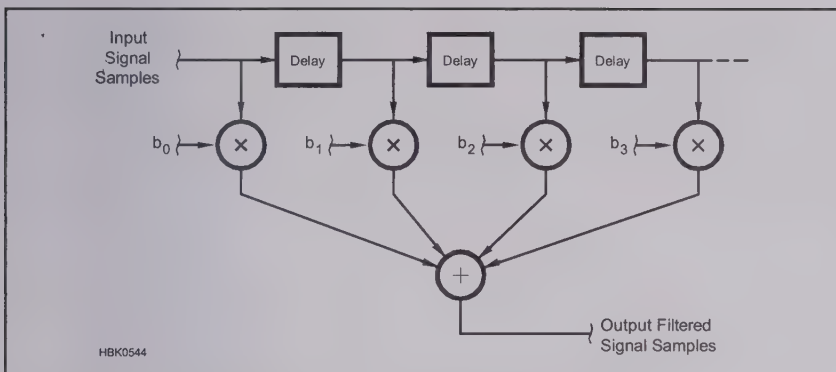 Input
Signal
Samples
Delay
Delay
Delay
b0
×
b1
×
b2
×
b3
×
+
Output Filtered
Signal Samples
HBK0544